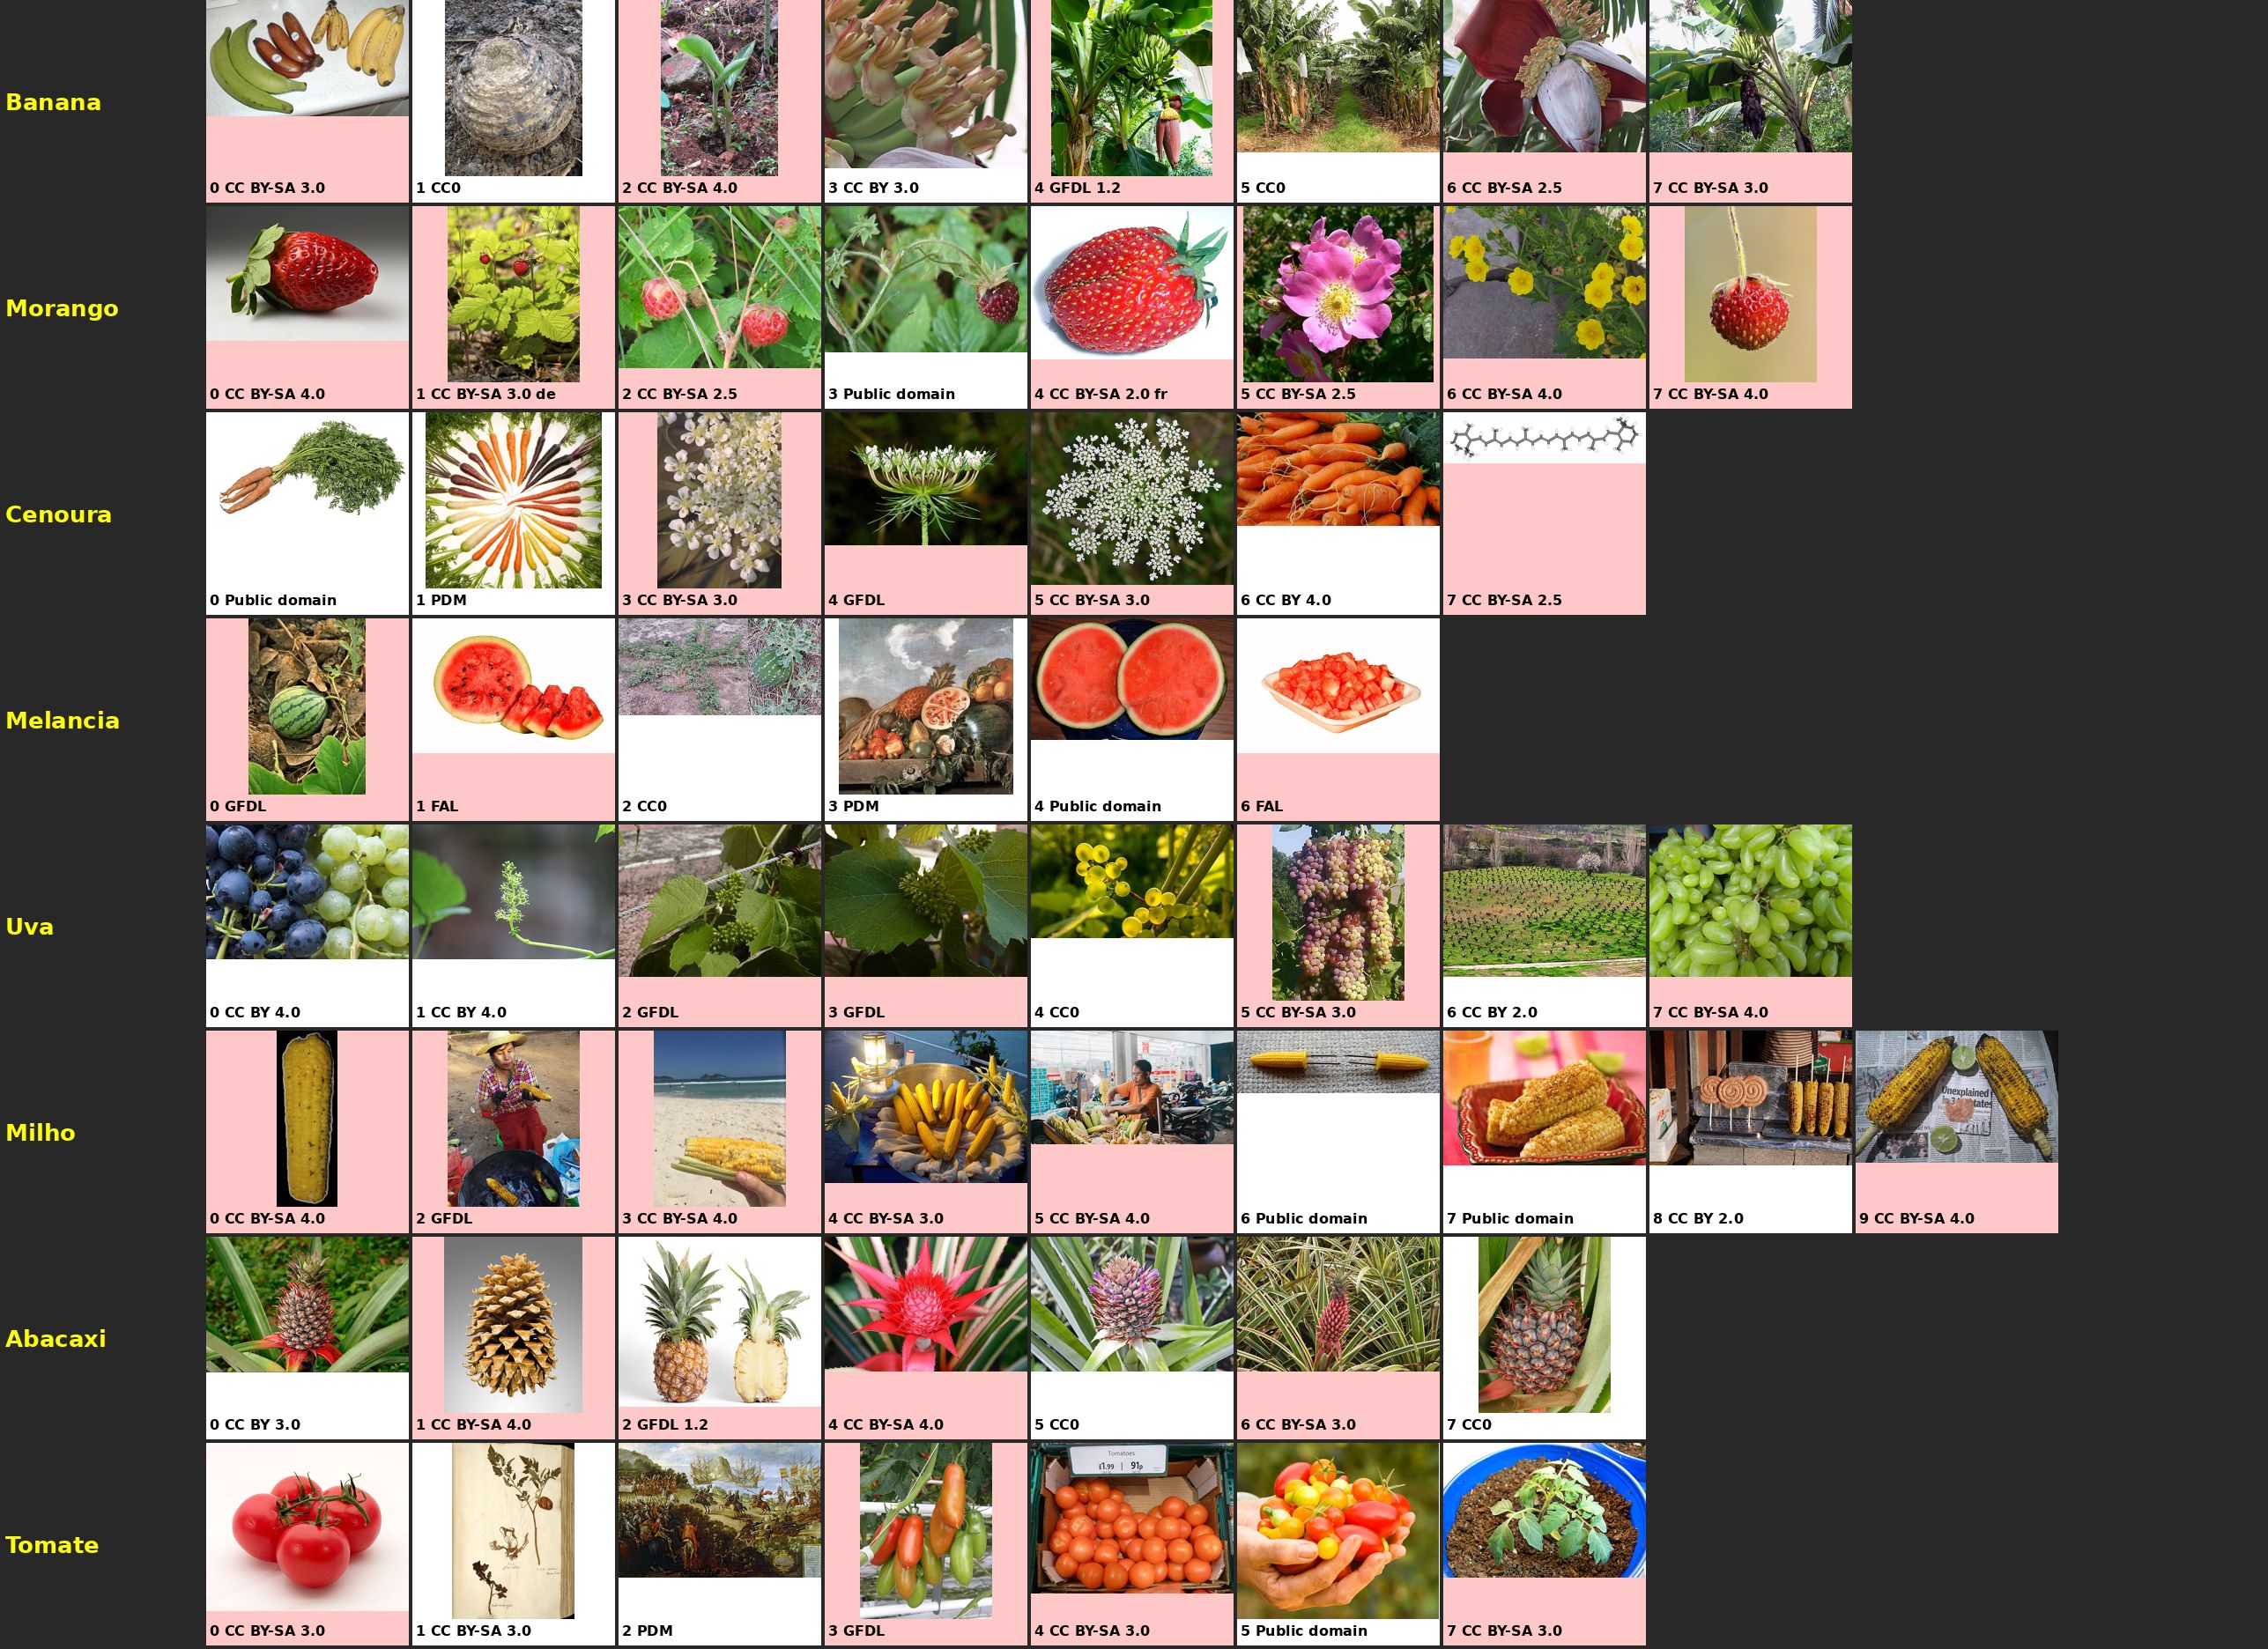 Banana
0 CC BY-SA 3.0
1 CC0
2 CC BY-SA 4.0
3 CC BY 3.0
4 GFDL 1.2
5 CC0
6 CC BY-SA 2.5
7 CC BY-SA 3.0
Morango
0 CC BY-SA 4.0
1 CC BY-SA 3.0 de
2 CC BY-SA 2.5
3 Public domain
4 CC BY-SA 2.0 fr
5 CC BY-SA 2.5
6 CC BY-SA 4.0
7 CC BY-SA 4.0
Cenoura
0 Public domain
1 PDM
3 CC BY-SA 3.0
4 GFDL
5 CC BY-SA 3.0
6 CC BY 4.0
7 CC BY-SA 2.5
Melancia
0 GFDL
1 FAL
2 CC0
3 PDM
4 Public domain
6 FAL
Uva
0 CC BY 4.0
1 CC BY 4.0
2 GFDL
3 GFDL
4 CC0
5 CC BY-SA 3.0
6 CC BY 2.0
7 CC BY-SA 4.0
Milho
Unexplained
0 CC BY-SA 4.0
2 GFDL
3 CC BY-SA 4.0
4 CC BY-SA 3.0
5 CC BY-SA 4.0
6 Public domain
7 Public domain
8 CC BY 2.0
9 CC BY-SA 4.0
Abacaxi
0 CC BY 3.0
1 CC BY-SA 4.0
2 GFDL 1.2
4 CC BY-SA 4.0
5 CC0
6 CC BY-SA 3.0
7 CC0
Tomate
Tomatoes
£1.99 | 91p
0 CC BY-SA 3.0
1 CC BY-SA 3.0
2 PDM
3 GFDL
4 CC BY-SA 3.0
5 Public domain
7 CC BY-SA 3.0